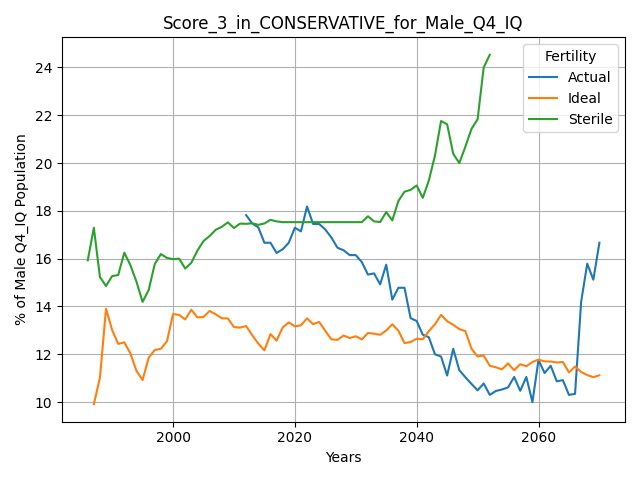 Score_3_in_CONSERVATIVE_for_Male_Q4_IQ
Fertility
Actual
Ideal
Sterile
% of Male Q4_IQ Population
24
22
20
18
16
14
12
10
2000
2020
2040
2060
Years